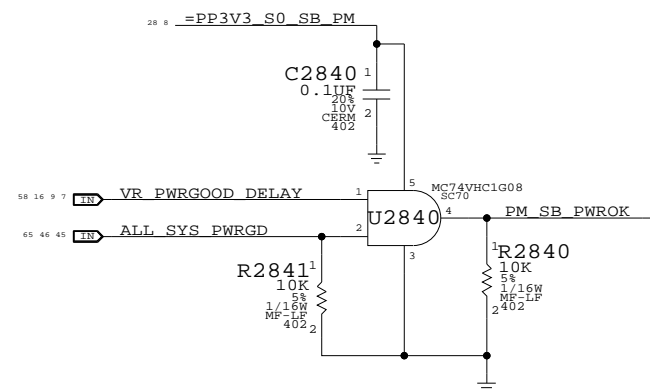 28 8 =PP3V3_S0_SB_PM
C2840 1
0.1UF
20%
10V
CERM 2
402
5
MC74VHC1G08
SC70
58 16 9 7 IN VR_PWRGOOD_DELAY 1
U2840 4 PM_SB_PWROK
65 46 45 IN ALL_SYS_PWRGD 2
3
R2841 1
10K
5%
1/16W
MF-LF
402 2
1 R2840
10K
5%
1/16W
MF-LF
2 402